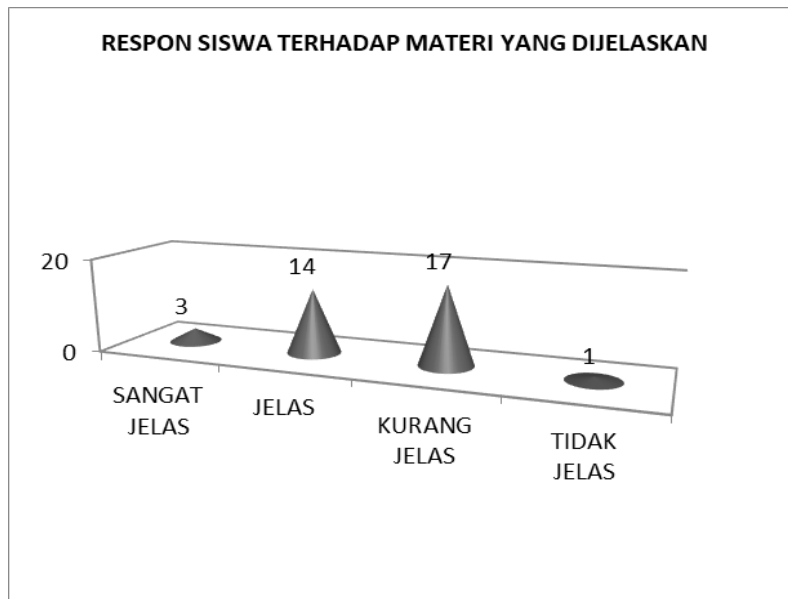 RESPON SISWA TERHADAP MATERI YANG DIJELASKAN
20
0
3
14
17
1
SANGAT
JELAS
JELAS
KURANG
JELAS
TIDAK
JELAS